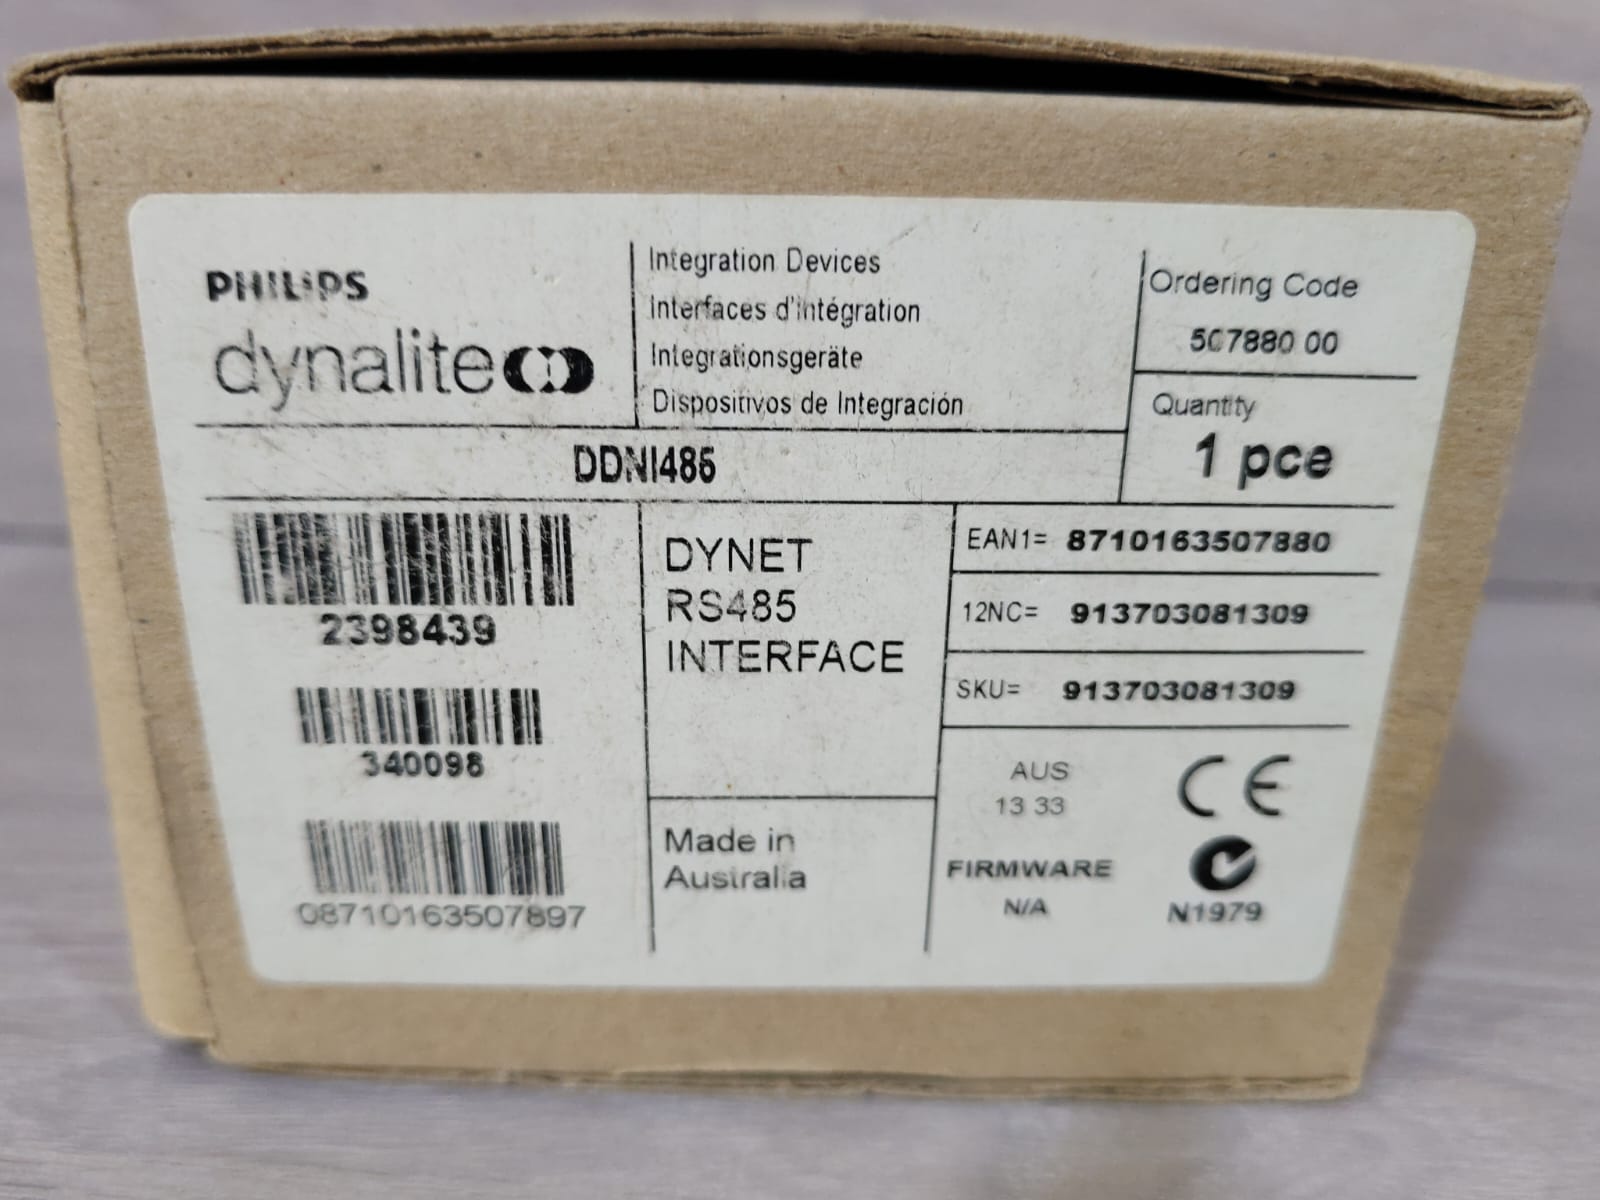 PHILIPS
dynalite
Integration Devices
Interfaces d'intégration
Integrationsgeräte
Dispositivos de Integración
Ordering Code
507880 00
Quantity
1 pce
DDNI485
2398439
340098
08710163507897
DYNET
RS485
INTERFACE
Made in
Australia
EAN1= 8710163507880
12NC= 913703081309
SKU= 913703081309
AUS
13 33
FIRMWARE
N/A
CE
N1979